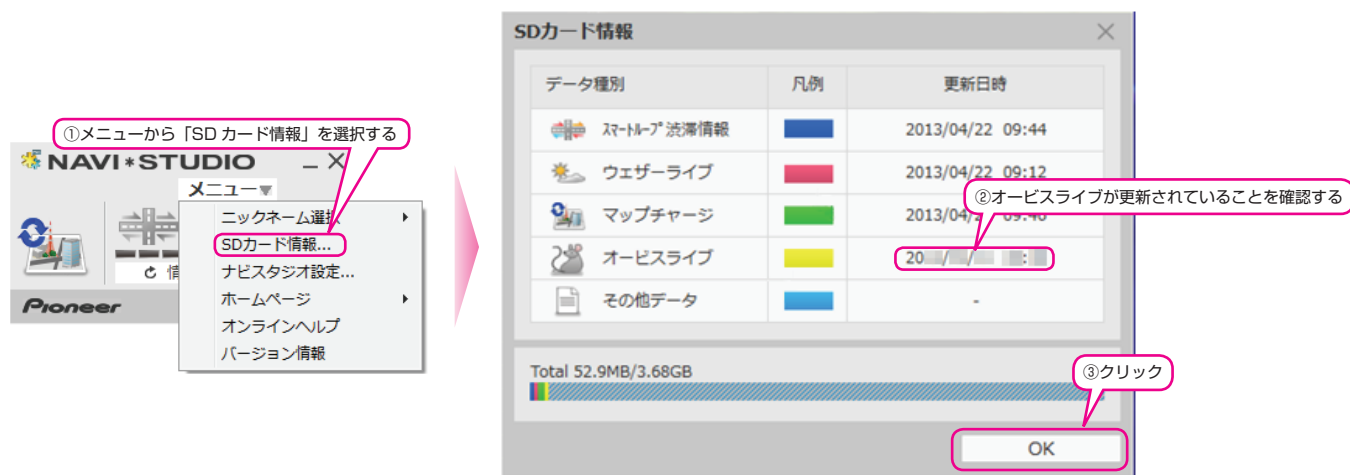 ①メニューから「SD カード情報」を選択する
NAVI*STUDIO
メニュー▼
ニックネーム選択
SDカード情報...
ナビスタジオ設定...
ホームページ
オンラインヘルプ
バージョン情報
Pioneer
SDカード情報
データ種別 凡例 更新日時
ｽﾏｰﾄﾙｰﾌﾟ渋滞情報 2013/04/22 09:44
ウェザーライブ 2013/04/22 09:12
②オービスライブが更新されていることを確認する
マップチャージ 2013/04/
オービスライブ 20 / / :
その他データ -
Total 52.9MB/3.68GB
③クリック
OK